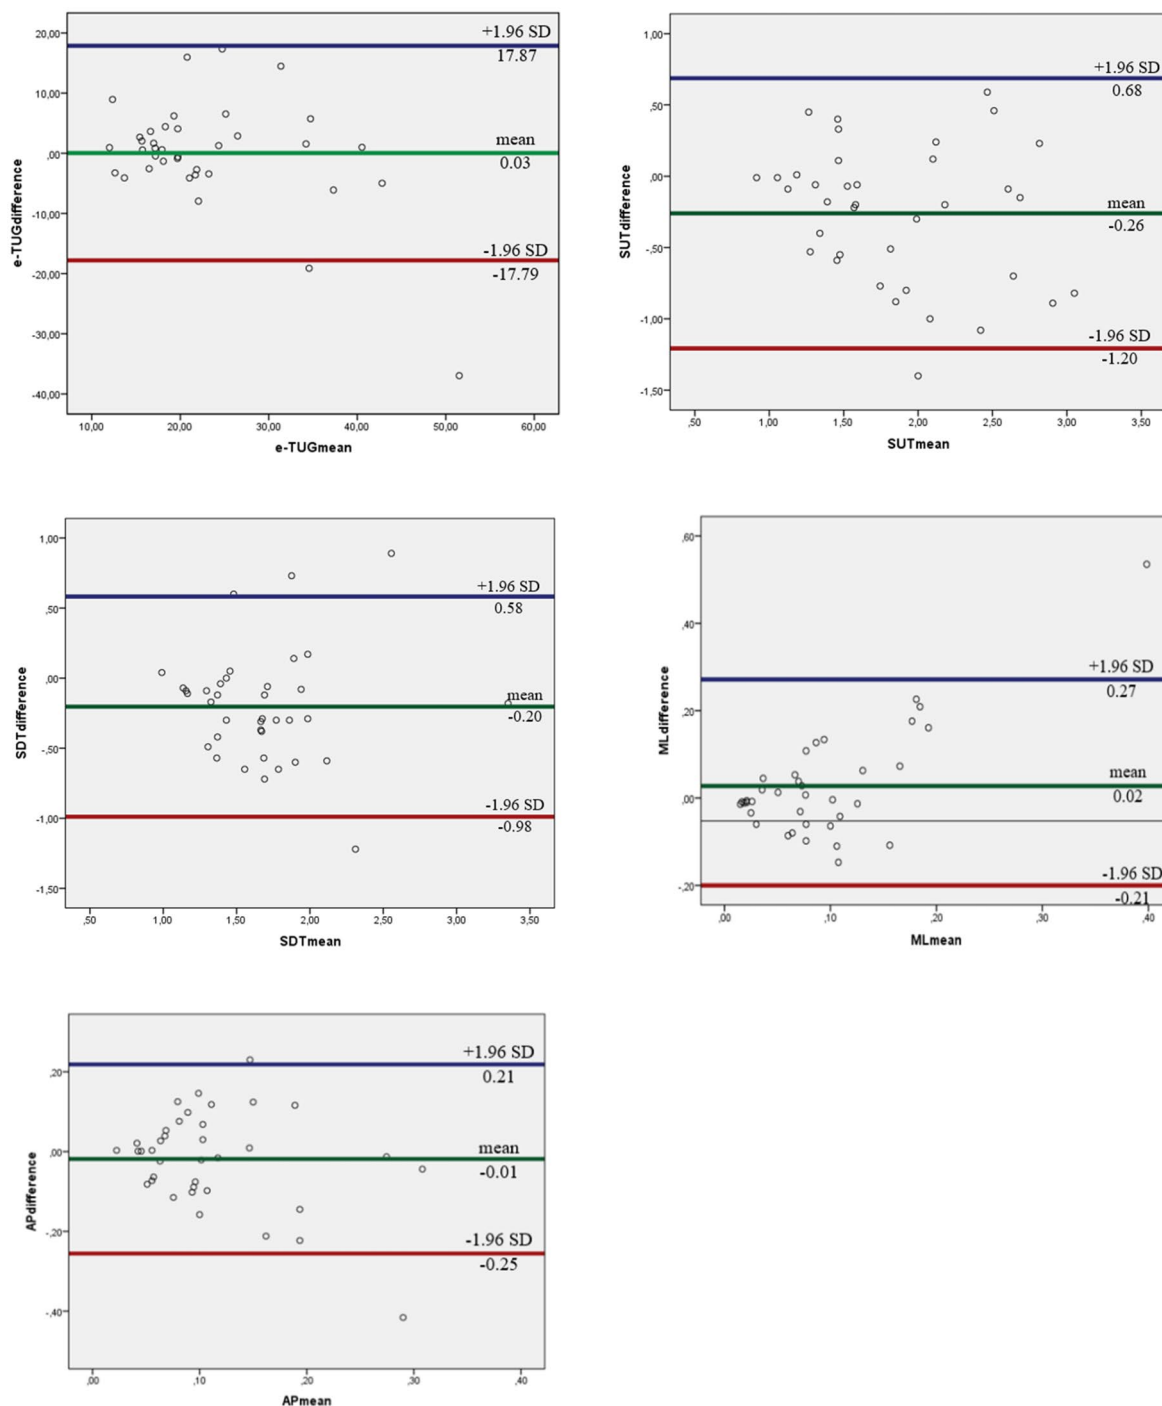 20,00
10,00
,00
-10,00
-20,00
-30,00
-40,00
e-TUGdifference
+1.96 SD
17.87
mean
0.03
-1.96 SD
-17.79
10,00 20,00 30,00 40,00 50,00 60,00
e-TUGmean
1,00
,50
,00
-,50
-1,00
-1,50
SUTdifference
+1.96 SD
0.68
mean
-0.26
-1.96 SD
-1.20
,50 1,00 1,50 2,00 2,50 3,00 3,50
SUTmean
1,00
,50
,00
-,50
-1,00
-1,50
SDTdifference
+1.96 SD
0.58
mean
-0.20
-1.96 SD
-0.98
,50 1,00 1,50 2,00 2,50 3,00 3,50
SDTmean
,60
,40
,20
,00
-,20
MLdifference
+1.96 SD
0.27
mean
0.02
-1.96 SD
-0.21
,00 ,10 ,20 ,30 ,40
MLmean
,20
,00
-,20
-,40
APdifference
+1.96 SD
0.21
mean
-0.01
-1.96 SD
-0.25
,00 ,10 ,20 ,30 ,40
APmean